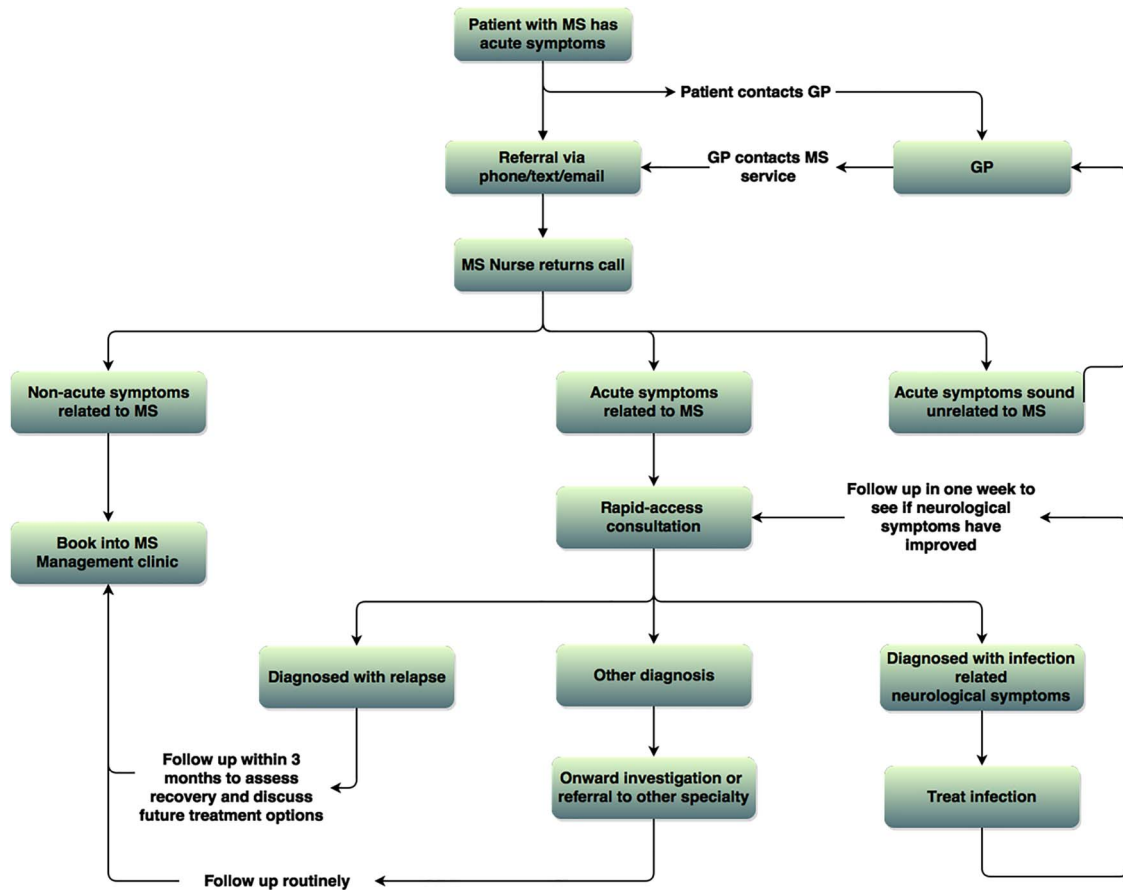 Patient with MS has
acute symptoms
Patient contacts GP
Referral via
phone/text/email
GP contacts MS
service
GP
MS Nurse returns call
Non-acute symptoms
related to MS
Acute symptoms
related to MS
Acute symptoms sound
unrelated to MS
Rapid-access
consultation
Follow up in one week to
see if neurological
symptoms have
improved
Book into MS
Management clinic
Diagnosed with relapse
Other diagnosis
Diagnosed with infection
related
neurological symptoms
Follow up within 3
months to assess
recovery and discuss
future treatment options
Onward investigation or
referral to other specialty
Treat infection
Follow up routinely